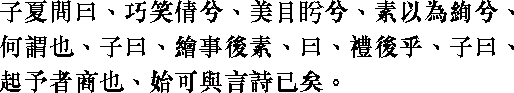 子夏問曰、巧笑倩兮、美目盻兮、素以為絢兮、
何謂也、子曰、繪事後素、曰、禮後乎、子曰、
起予者商也、始可與言詩已矣。